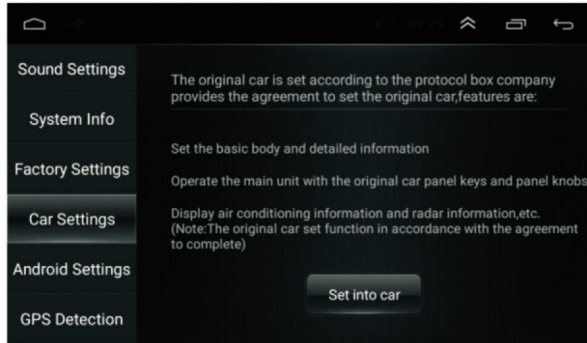 09:29
Sound Settings
System Info
Factory Settings
Car Settings
Android Settings
GPS Detection
The original car is set according to the protocol box company
provides the agreement to set the original car,features are:
Set the basic body and detailed information
Operate the main unit with the original car panel keys and panel knobs
Display air conditioning information and radar information,etc.
(Note:The original car set function in accordance with the agreement
to complete)
Set into car